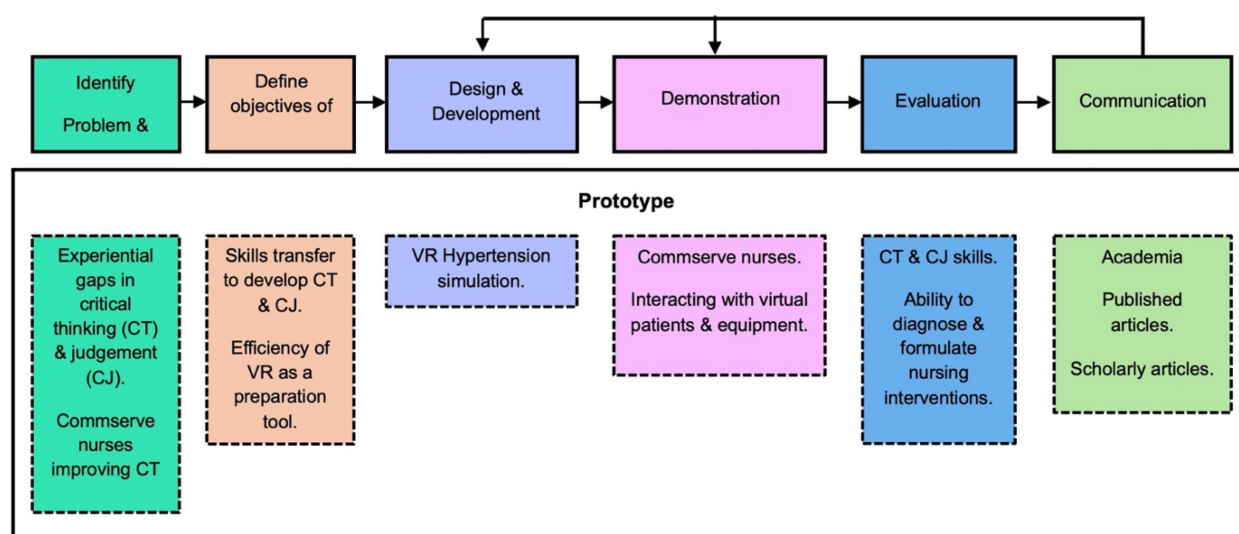 Identify
Problem &
Define
objectives of
Design &
Development
Demonstration
Evaluation
Communication
Prototype
Experiential
gaps in
critical
thinking (CT)
& judgement
(CJ).
Commserve
nurses
improving CT
Skills transfer
to develop CT
& CJ.
Efficiency of
VR as a
preparation
tool.
VR Hypertension
simulation.
Commserve nurses.
Interacting with virtual
patients & equipment.
CT & CJ skills.
Ability to
diagnose &
formulate
nursing
interventions.
Academia
Published
articles.
Scholarly articles.